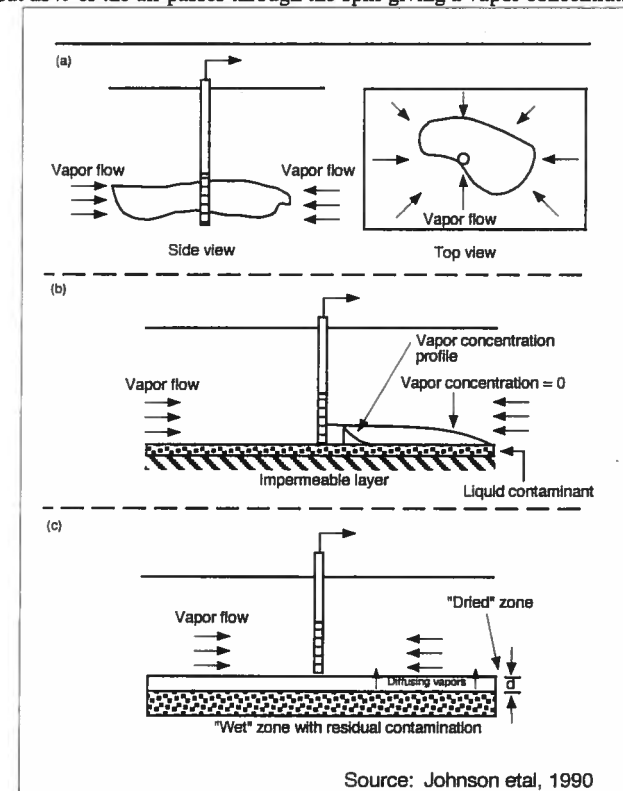 (a)
Vapor flow
Vapor flow
Vapor flow
Side view
Top view
(b)
Vapor concentration
profile
Vapor flow
Vapor concentration = 0
Impermeable layer
Liquid contaminant
(c)
"Dried" zone
Vapor flow
Diffusing vapors
d
"Wet" zone with residual contamination
Source: Johnson etal, 1990